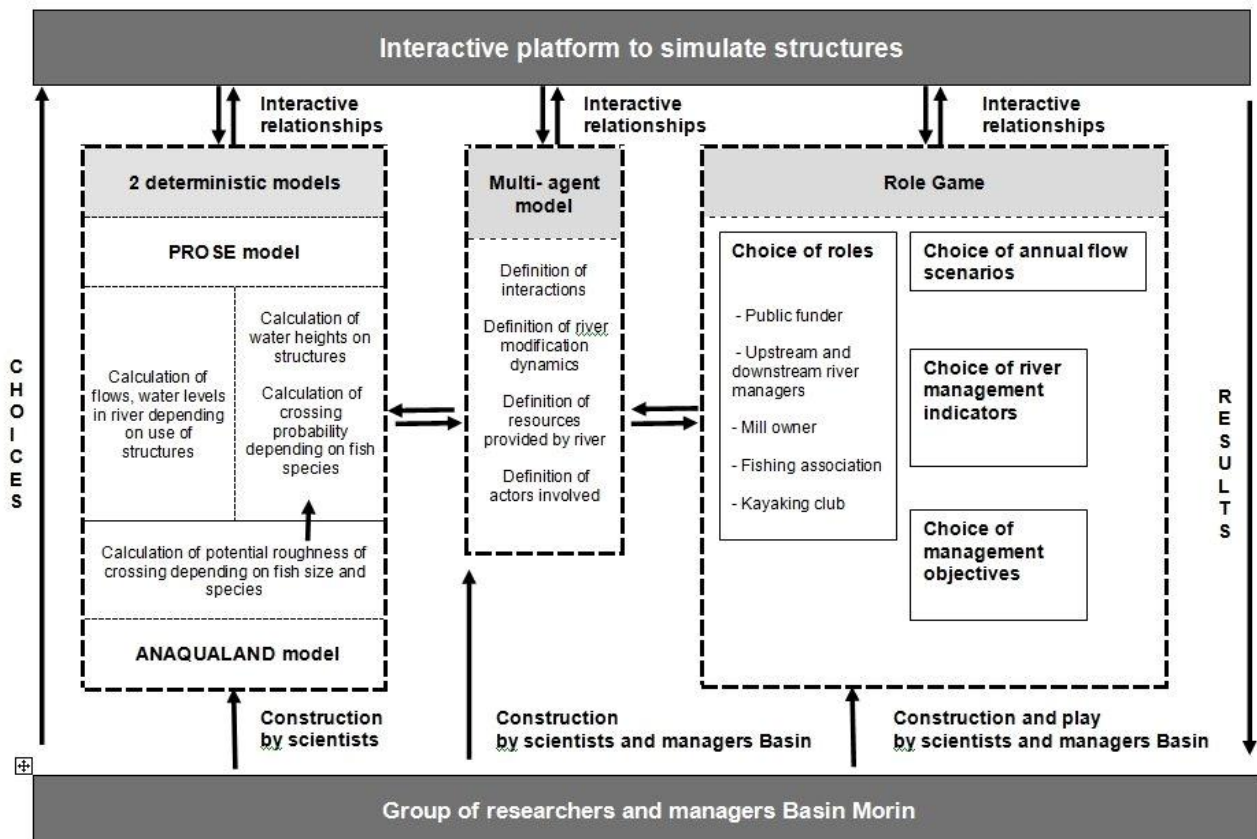 Interactive platform to simulate structures
Interactive
relationships
Interactive
relationships
Interactive
relationships
2 deterministic models
PROSE model
Calculation of
flows, water levels
in river depending
on use of
structures
Calculation of
water heights on
structures
Calculation of
crossing
probability
depending on fish
species
Calculation of potential roughness of
crossing depending on fish size and
species
ANAQUALAND model
Multi- agent
model
Definition of
interactions
Definition of river
modification
dynamics
Definition of
resources
provided by river
Definition of
actors involved
Role Game
Choice of roles
- Public funder
- Upstream and
downstream river
managers
- Mill owner
- Fishing association
- Kayaking club
Choice of annual flow
scenarios
Choice of river
management
indicators
Choice of
management
objectives
CHOICES
RESULTS
Construction
by scientists
Construction
by scientists and managers Basin
Construction and play
by scientists and managers Basin
Group of researchers and managers Basin Morin